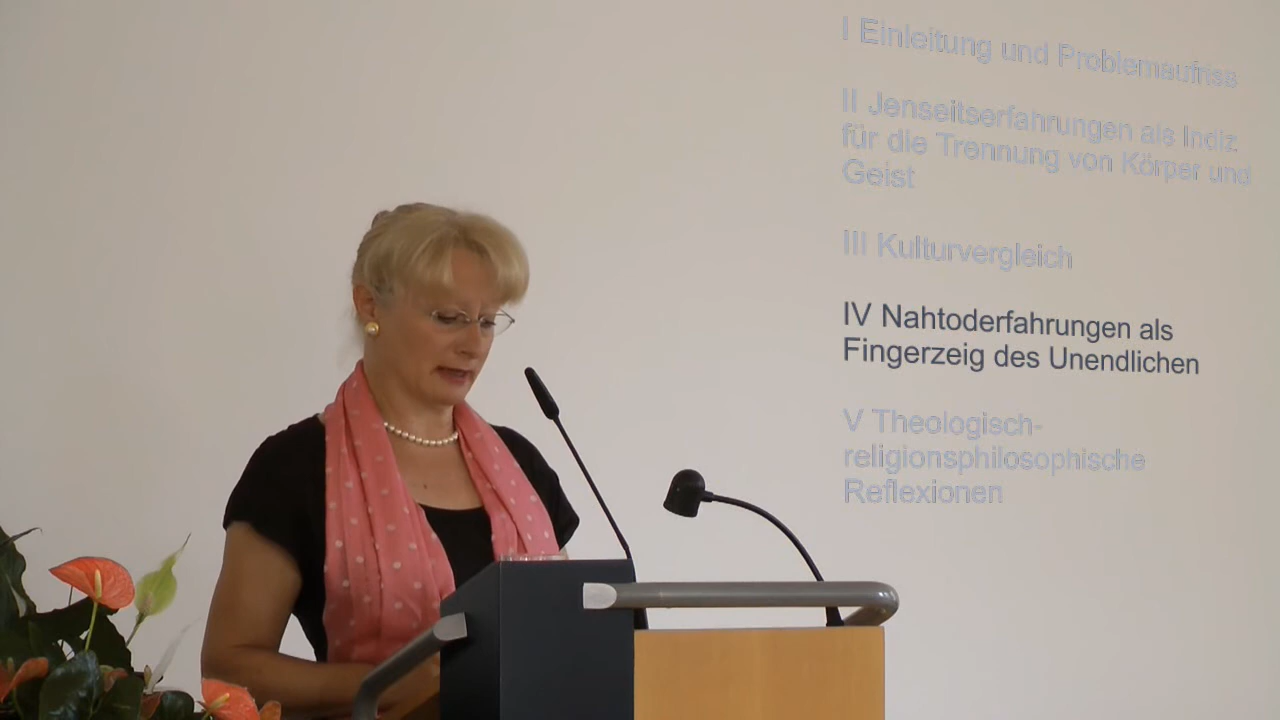 I Einleitung und Problemaufriss
II Jenseitserfahrungen als Indiz
für die Trennung von Körper und
Geist
III Kulturvergleich
IV Nahtoderfahrungen als
Fingerzeig des Unendlichen
V Theologisch-
religionsphilosophische
Reflexionen